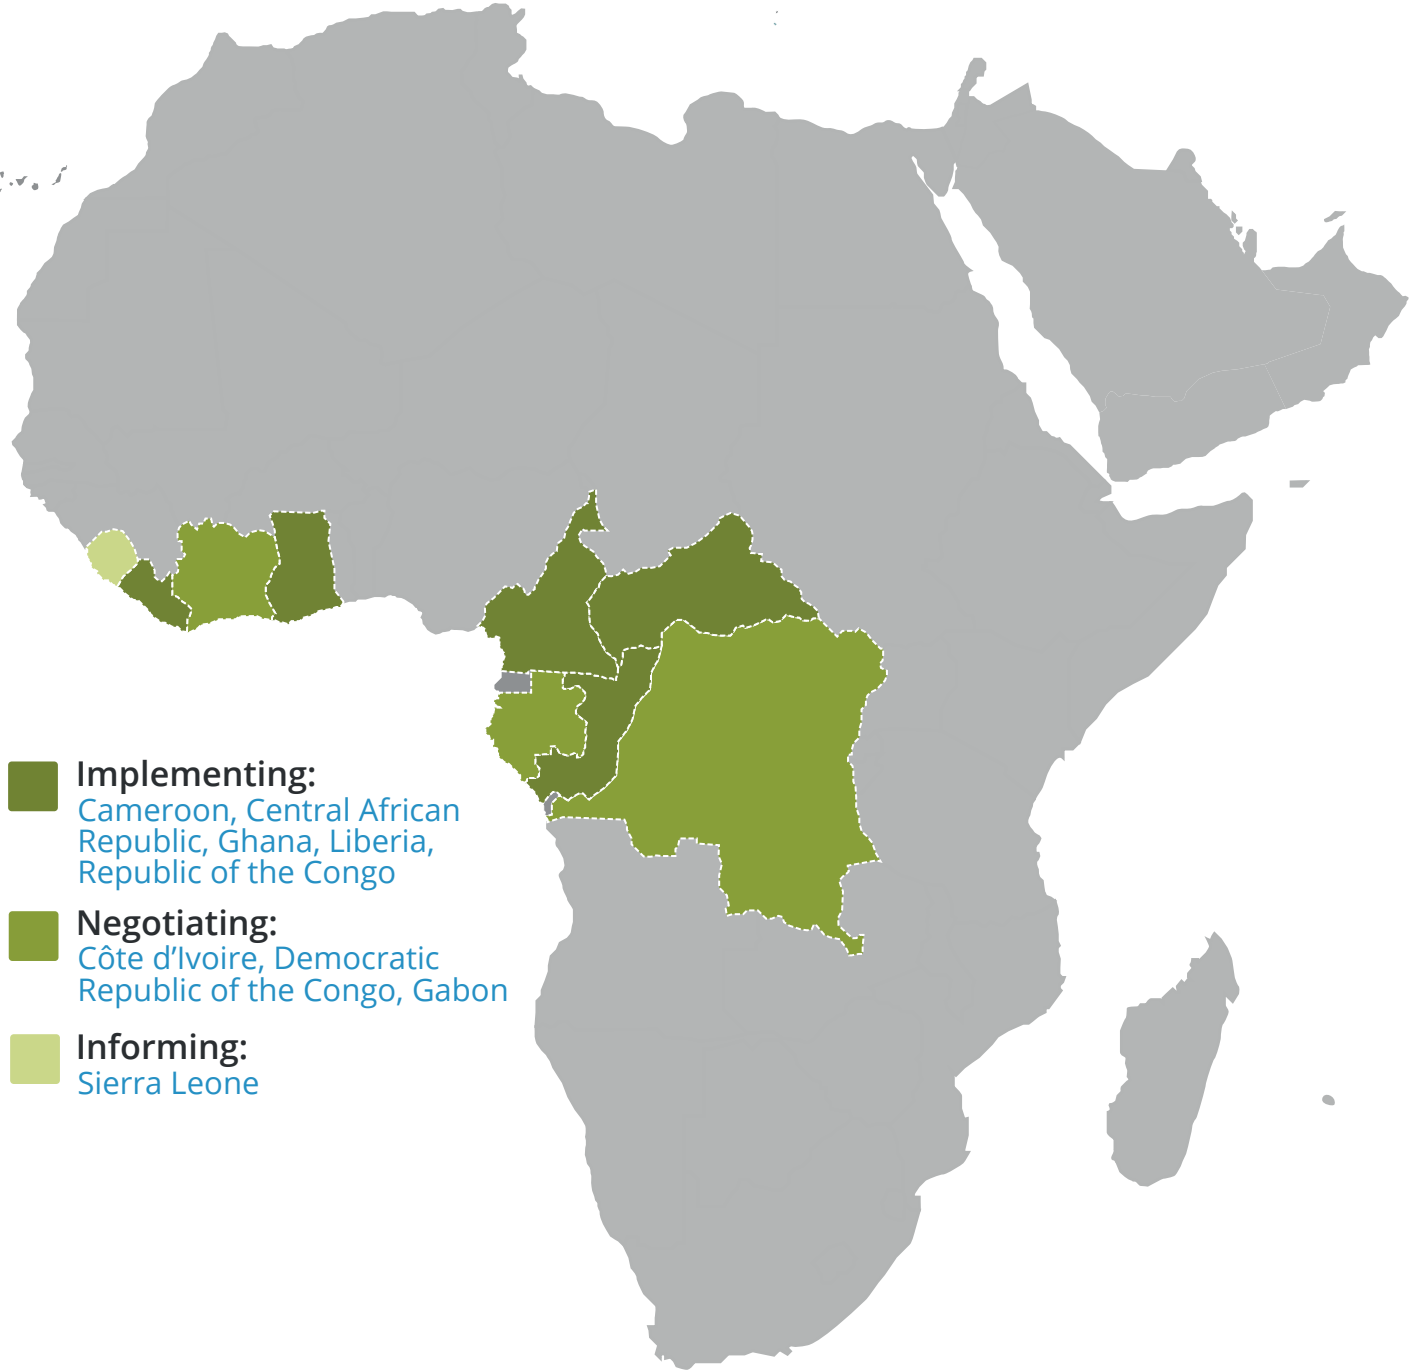 Implementing:
Cameroon, Central African
Republic, Ghana, Liberia,
Republic of the Congo
Negotiating:
Côte d’Ivoire, Democratic
Republic of the Congo, Gabon
Informing:
Sierra Leone